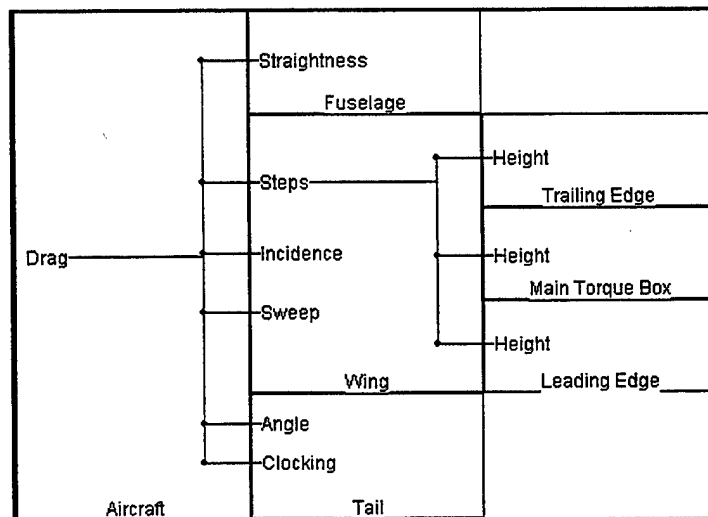 Straightness
Fuselage
Height
Steps
Trailing Edge
Drag
Incidence
Height
Main Torque Box
Sweep
Height
Wing
Leading Edge
Angle
Clocking
Aircraft
Tail